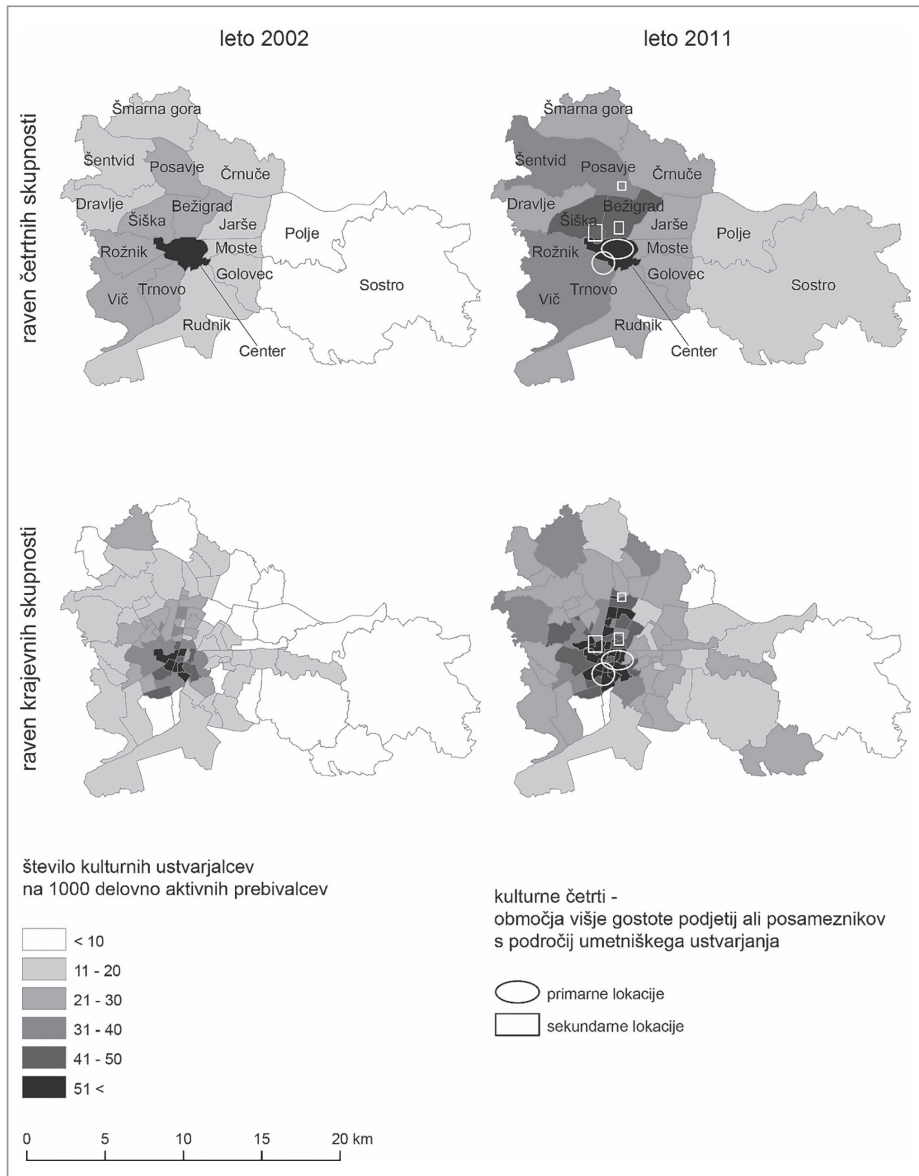 leto 2002
leto 2011
raven četrtnih skupnosti
Šmarna gora
Šentvid
Posavje
Črnuče
Dravlje
Bežigrad
Šiška
Jarše
Polje
Rožnik
Moste
Golovec
Sostro
Trnovo
Vič
Rudnik
Center
Šmarna gora
Šentvid
Posavje
Črnuče
Dravlje
Bežigrad
Šiška
Jarše
Polje
Rožnik
Moste
Golovec
Sostro
Trnovo
Vič
Rudnik
Center
raven krajevnih skupnosti
število kulturnih ustvarjalcev
na 1000 delovno aktivnih prebivalcev
< 10
11 - 20
21 - 30
31 - 40
41 - 50
51 <
0 5 10 15 20 km
kulturne četrti -
območja višje gostote podjetij ali posameznikov
s področij umetniškega ustvarjanja
primarne lokacije
sekundarne lokacije